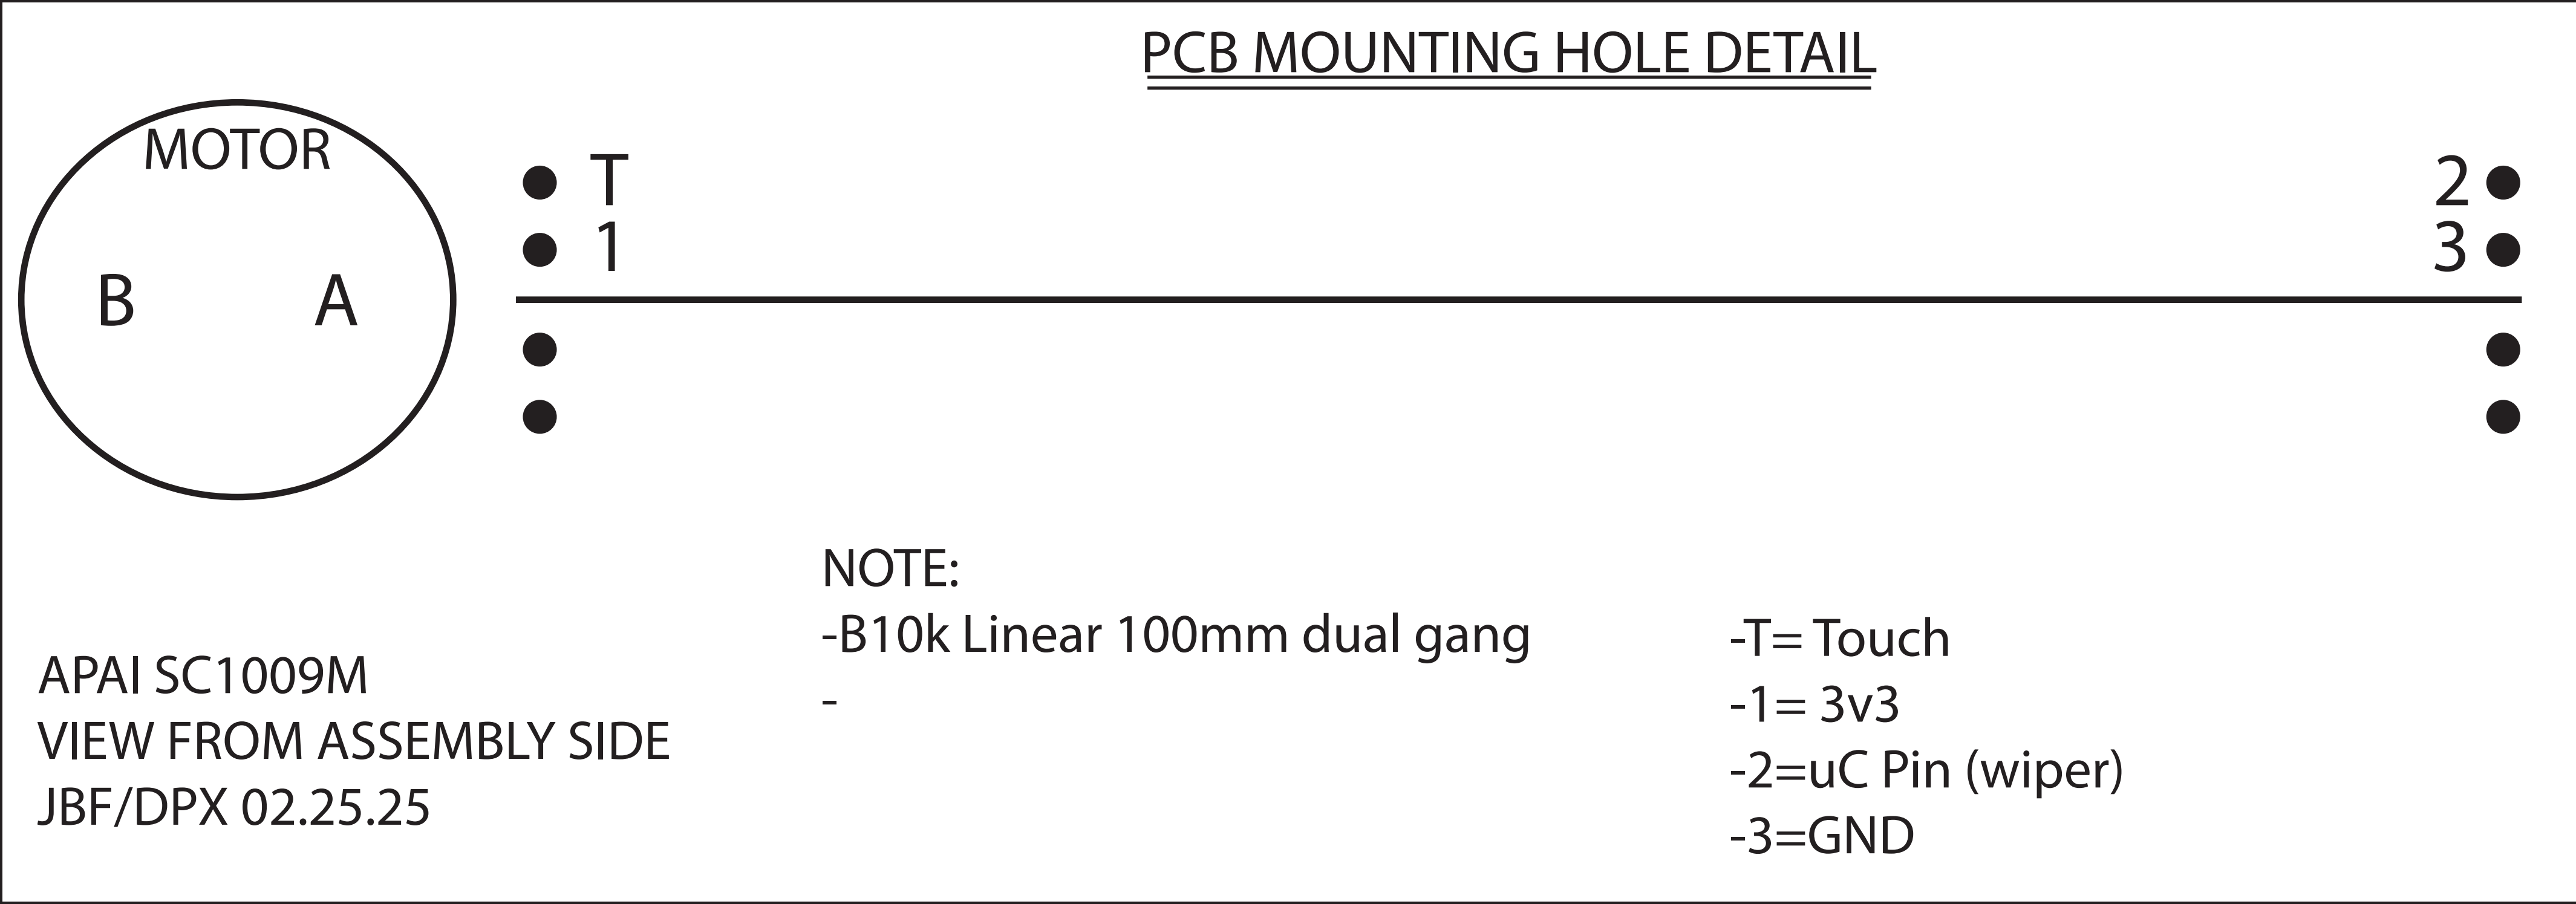 PCB MOUNTING HOLE DETAIL
MOTOR
B A
T
1
2
3
NOTE:
-B10k Linear 100mm dual gang
-
-T= Touch
-1= 3v3
-2=uC Pin (wiper)
-3=GND
APAI SC1009M
VIEW FROM ASSEMBLY SIDE
JBF/DPX 02.25.25